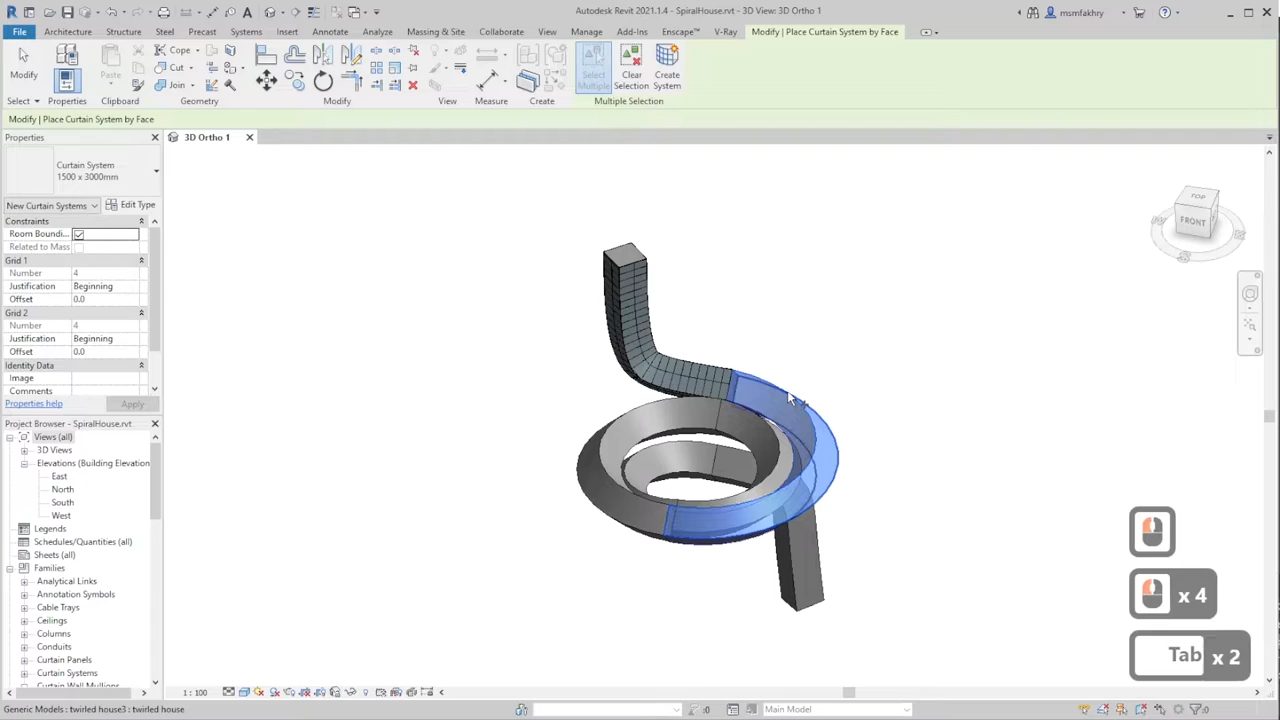 Autodesk Revit 2021.1.4 - SpiralHouse.rvt - 3D View: 3D Ortho 1
msmfakhry
File Architecture Structure Steel Precast Systems Insert Annotate Analyze Massing & Site Collaborate View Manage Add-Ins Enscape™ V-Ray Modify | Place Curtain System by Face
Modify
Properties
Paste
Cope
Cut
Join
Select Multiple
Clear Selection
Create System
Select Properties Clipboard Geometry Modify View Measure Create Multiple Selection
Modify | Place Curtain System by Face
Properties
3D Ortho 1
Curtain System
1500 x 3000mm
New Curtain Systems Edit Type
Constraints
Room Boundi...
Related to Mass
Grid 1
Number 4
Justification Beginning
Offset 0.0
Grid 2
Number 4
Justification Beginning
Offset 0.0
Identity Data
Image
Comments
Properties help Apply
Project Browser - SpiralHouse.rvt
Views (all)
3D Views
Elevations (Building Elevation
East
North
South
West
Legends
Schedules/Quantities (all)
Sheets (all)
Families
Analytical Links
Annotation Symbols
Cable Trays
Ceilings
Columns
Conduits
Curtain Panels
Curtain Systems
Curtain Wall Mullions
TOP
FRONT
x 4
Tab x 2
1 : 100
Generic Models : twirled house3 : twirled house
:0
Main Model
:0